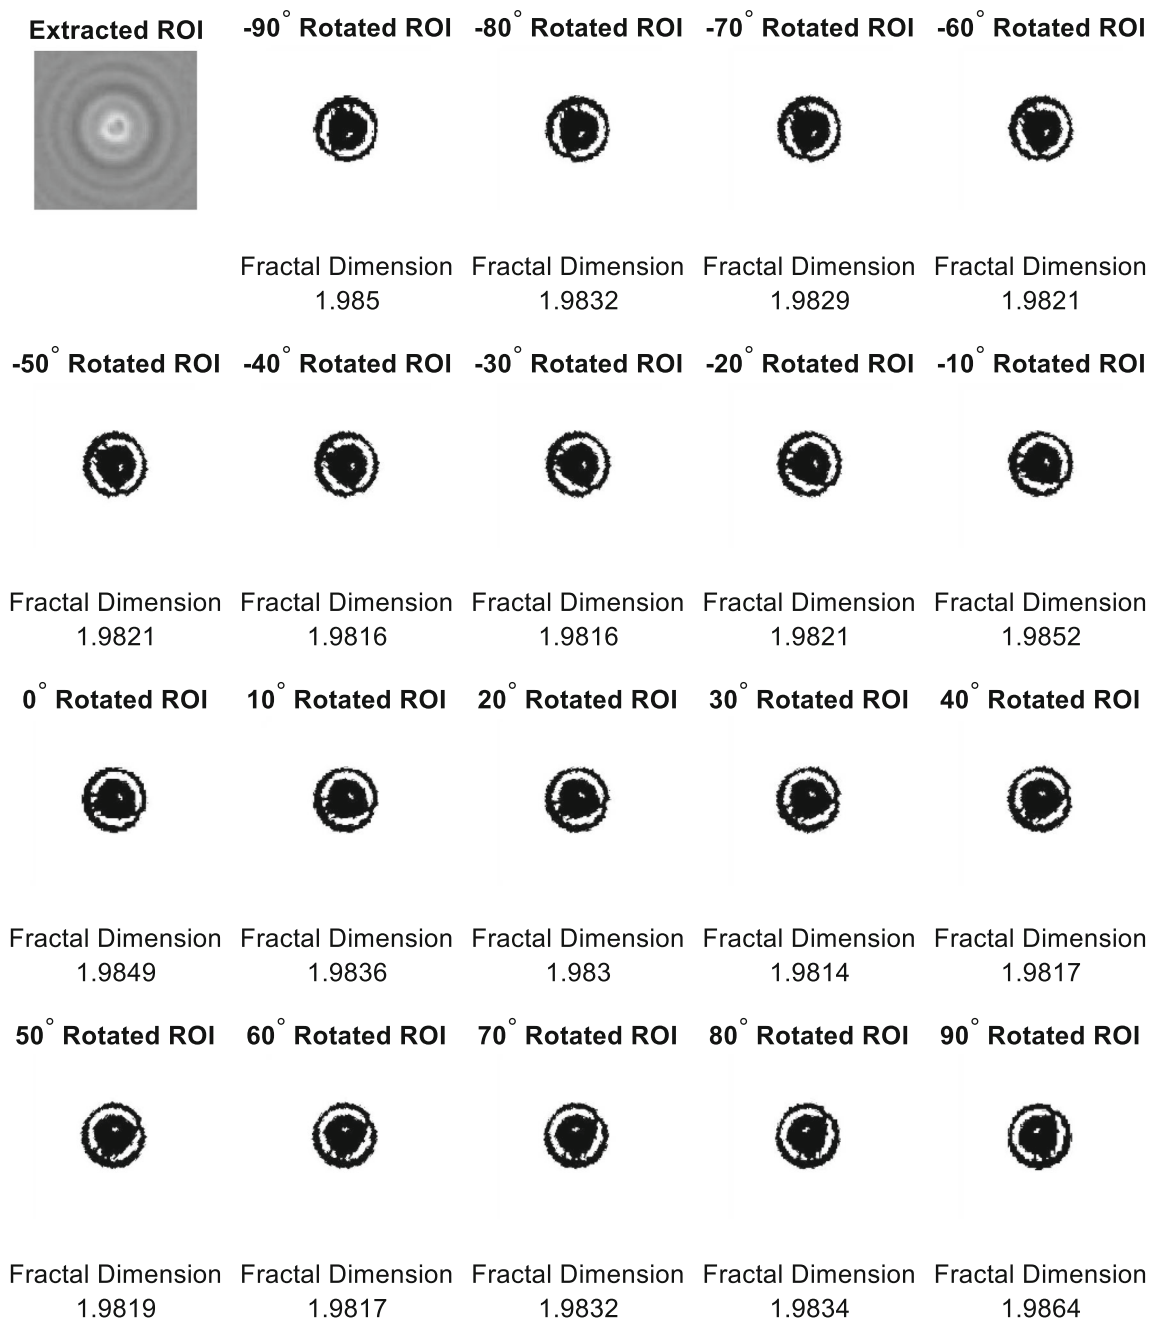 Extracted ROI
-90° Rotated ROI
-80° Rotated ROI
-70° Rotated ROI
-60° Rotated ROI
Fractal Dimension
1.985
Fractal Dimension
1.9832
Fractal Dimension
1.9829
Fractal Dimension
1.9821
-50° Rotated ROI
-40° Rotated ROI
-30° Rotated ROI
-20° Rotated ROI
-10° Rotated ROI
Fractal Dimension
1.9821
Fractal Dimension
1.9816
Fractal Dimension
1.9816
Fractal Dimension
1.9821
Fractal Dimension
1.9852
0° Rotated ROI
10° Rotated ROI
20° Rotated ROI
30° Rotated ROI
40° Rotated ROI
Fractal Dimension
1.9849
Fractal Dimension
1.9836
Fractal Dimension
1.983
Fractal Dimension
1.9814
Fractal Dimension
1.9817
50° Rotated ROI
60° Rotated ROI
70° Rotated ROI
80° Rotated ROI
90° Rotated ROI
Fractal Dimension
1.9819
Fractal Dimension
1.9817
Fractal Dimension
1.9832
Fractal Dimension
1.9834
Fractal Dimension
1.9864